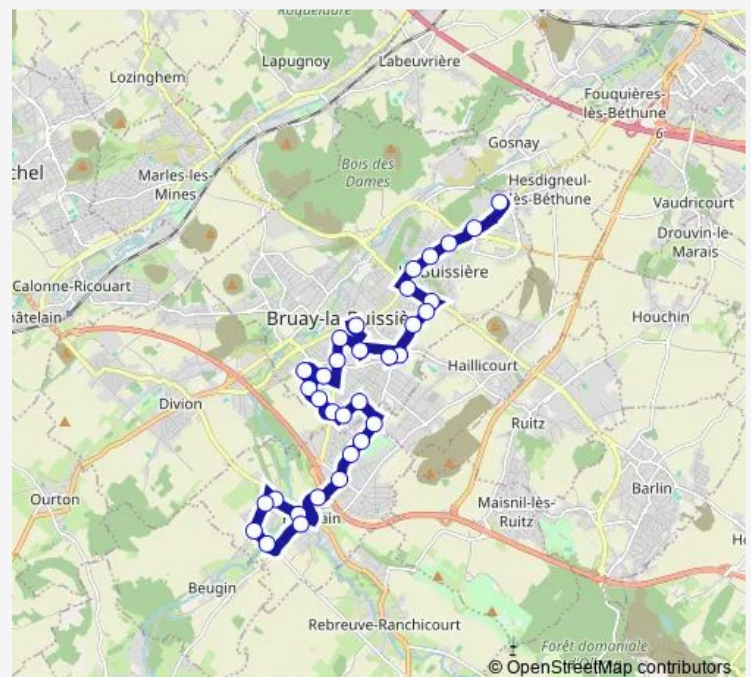 Roquelaure
Lapugnoy
Labeuvrière
Lozinghem
Fouquières-
lès-Béthune
6
Gosnay
chel
Bois des
Dames
Marles-les-
Mines
Hesdigneul-
lès-Béthune
Vaudricourt
Drouvin-le-
Marais
Calonne-Ricouart
Houchin
Bruay-la-Buissière
Haillicourt
Divion
Ruitz
Barlin
Ourton
Maisnil-lès-
Ruitz
Beugin
Rebreuve-Ranchicourt
Forêt domaniale
© OpenStreetMap contributors